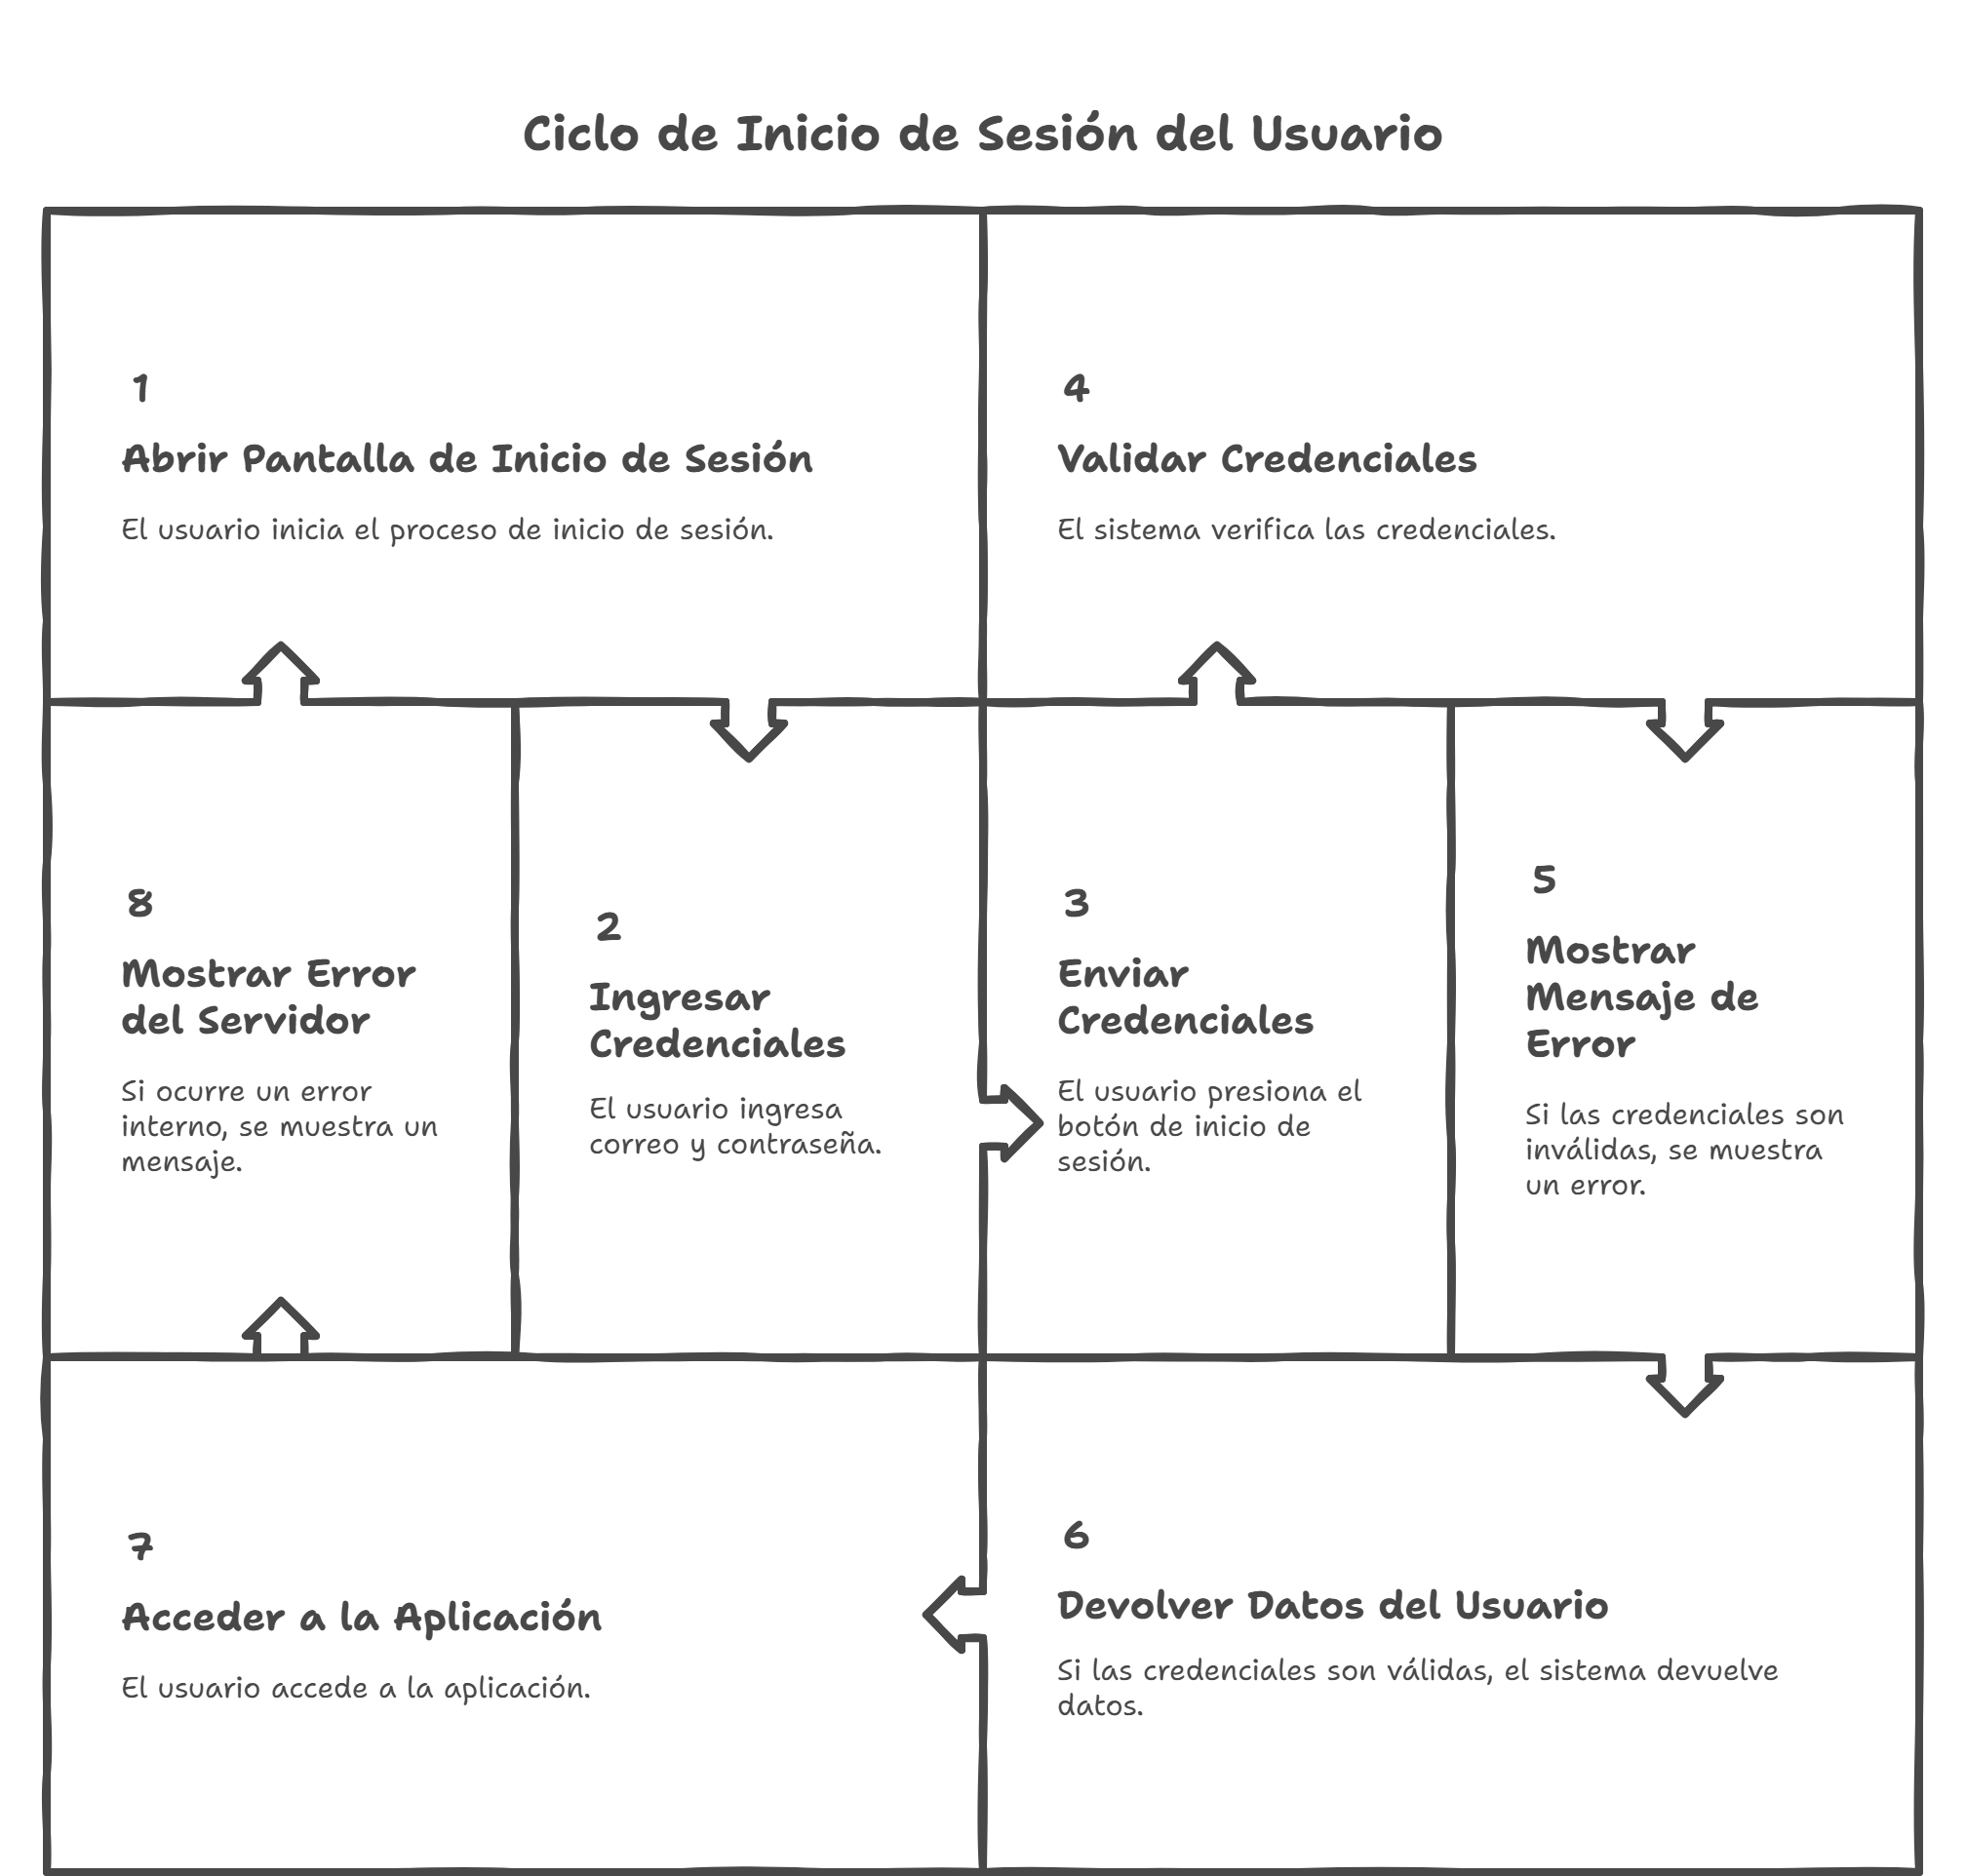 Ciclo de Inicio de Sesión del Usuario
1
Abrir Pantalla de Inicio de Sesión
El usuario inicia el proceso de inicio de sesión.
4
Validar Credenciales
El sistema verifica las credenciales.
8
Mostrar Error
del Servidor
Si ocurre un error
interno, se muestra un
mensaje.
2
Ingresar
Credenciales
El usuario ingresa
correo y contraseña.
3
Enviar
Credenciales
El usuario presiona el
botón de inicio de
sesión.
5
Mostrar
Mensaje de
Error
Si las credenciales son
inválidas, se muestra
un error.
7
Acceder a la Aplicación
El usuario accede a la aplicación.
6
Devolver Datos del Usuario
Si las credenciales son válidas, el sistema devuelve
datos.